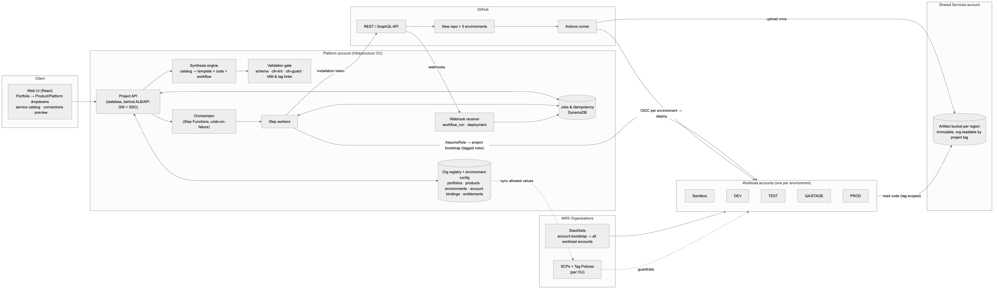 GitHub
REST / GraphQL API
New repo + 5 environments
Actions runner
upload once
Shared Services account
Artifact bucket per region
immutable, org-readable by
project tag
Platform account (Infrastructure OU)
Synthesis engine
catalog → template + code +
workflow
Validation gate
schema · cfn-lint · cfn-guard ·
IAM & tag linter
installation token
webhooks
Client
Web UI (React)
Portfolio → Product/Platform
dropdowns
service catalog · connections
· preview
Project API
(stateless, behind ALB/API
GW + SSO)
Orchestrator
(Step Functions, undo-on-
failure)
Step workers
Webhook receiver
workflow_run · deployment
Jobs & idempotency
DynamoDB
OIDC per environment →
deploy
AssumeRole → project
bootstrap (tagged roles)
Org registry + environment
config
portfolios · products ·
environments · account
bindings · entitlements
sync allowed values
Workload accounts (one per environment)
Sandbox
DEV
TEST
QA/STAGE
PROD
read code (tag-scoped)
AWS Organizations
StackSets
account bootstrap → all
workload accounts
SCPs + Tag Policies
(per OU)
guardrails